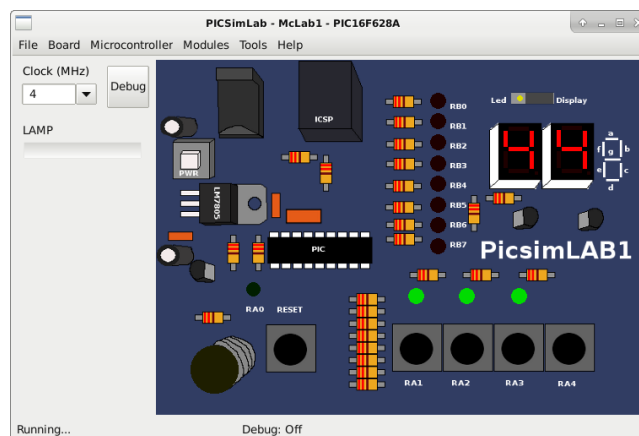 PICSimLab - McLab1 - PIC16F628A
File Board Microcontroller Modules Tools Help
Clock (MHz)
4
Debug
LAMP
PWR
LM7805
ICSP
PIC
RB0
RB1
RB2
RB3
RB4
RB5
RB6
RB7
Led Display
4 4
a
f b
g
e c
d
PicsimLAB1
RA0 RESET
RA1 RA2 RA3 RA4
Running... Debug: Off